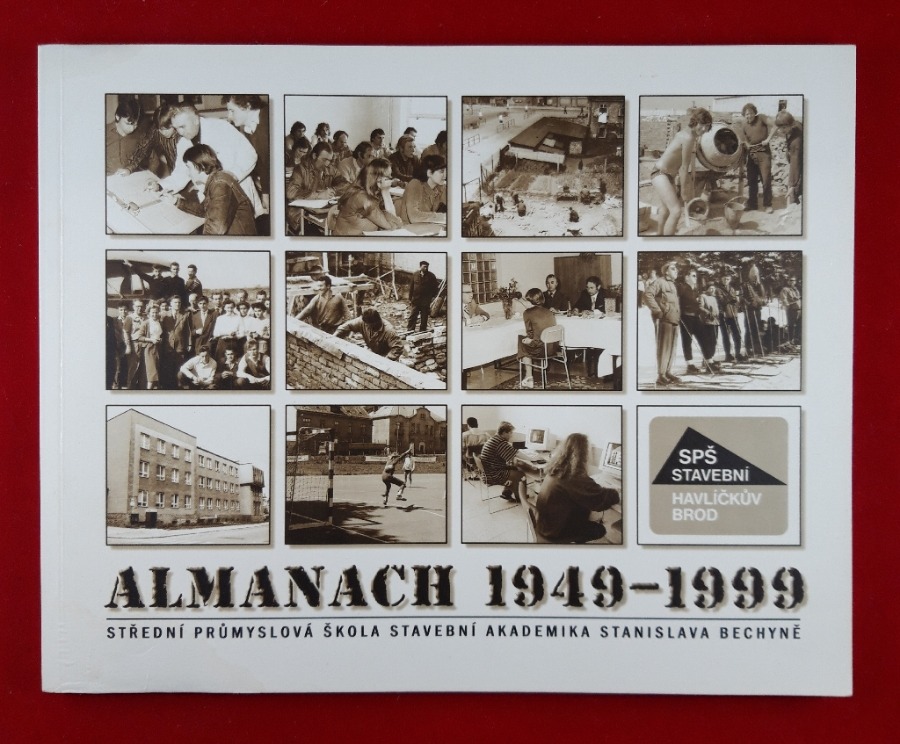 SPŠ
STAVEBNÍ
HAVLÍČKŮV
BROD
ALMANACH 1949–1999
STŘEDNÍ PRŮMYSLOVÁ ŠKOLA STAVEBNÍ AKADEMIKA STANISLAVA BECHYNĚ